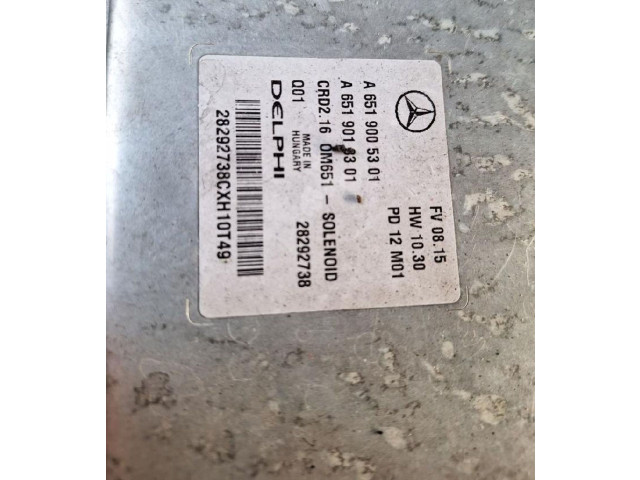 A 651 900 53 01
A 651 901 83 01
CRD2.16 OM651 - SOLENOID
001
MADE IN
HUNGARY
28292738
DELPHI
28292738CXH10T49
FV 08.15
HW 10.30
PD 12 M01